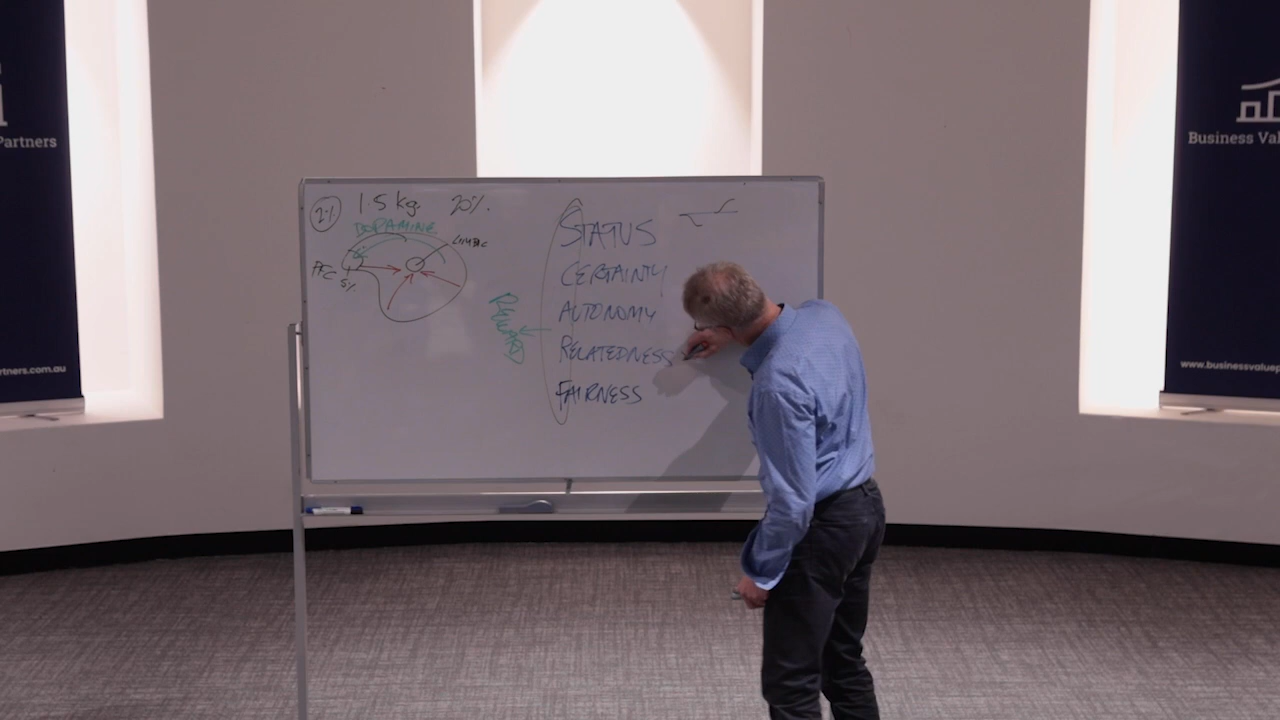 2%
1.5 kg.
20%.
DOPAMINE
LIMBIC
PFC
5%
REWARD
STATUS
CERTAINTY
AUTONOMY
RELATEDNESS
FAIRNESS
Partners
rtners.com.au
Business Val
www.businessvaluep